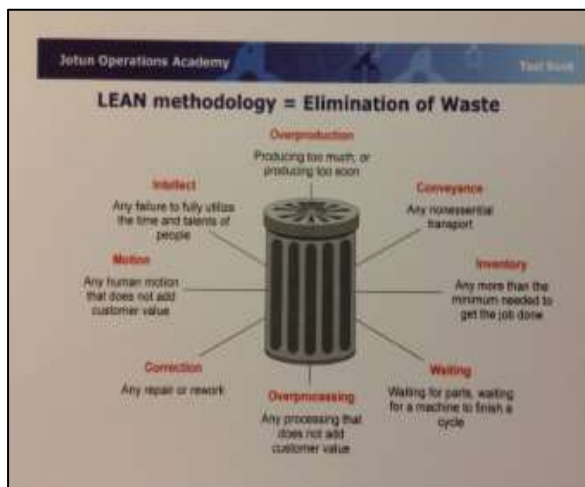 Jotun Operations Academy
Tool Book
LEAN methodology = Elimination of Waste
Overproduction
Producing too much, or
producing too soon
Intellect
Any failure to fully utilize
the time and talents of
people
Conveyance
Any nonessential
transport
Motion
Any human motion
that does not add
customer value
Inventory
Any more than the
minimum needed to
get the job done
Correction
Any repair or rework
Overprocessing
Any processing that
does not add
customer value
Waiting
Waiting for parts, waiting
for a machine to finish a
cycle